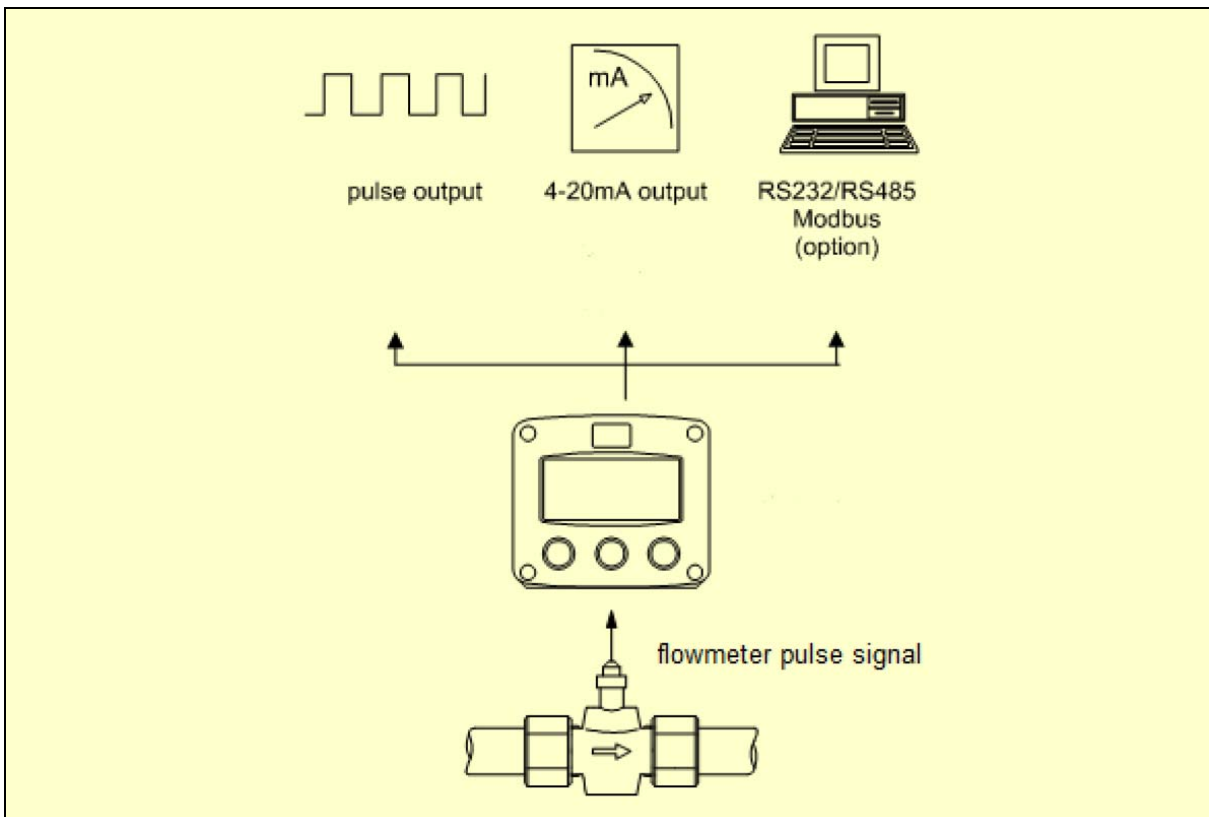 mA
pulse output
4-20mA output
RS232/RS485
Modbus
(option)
flowmeter pulse signal